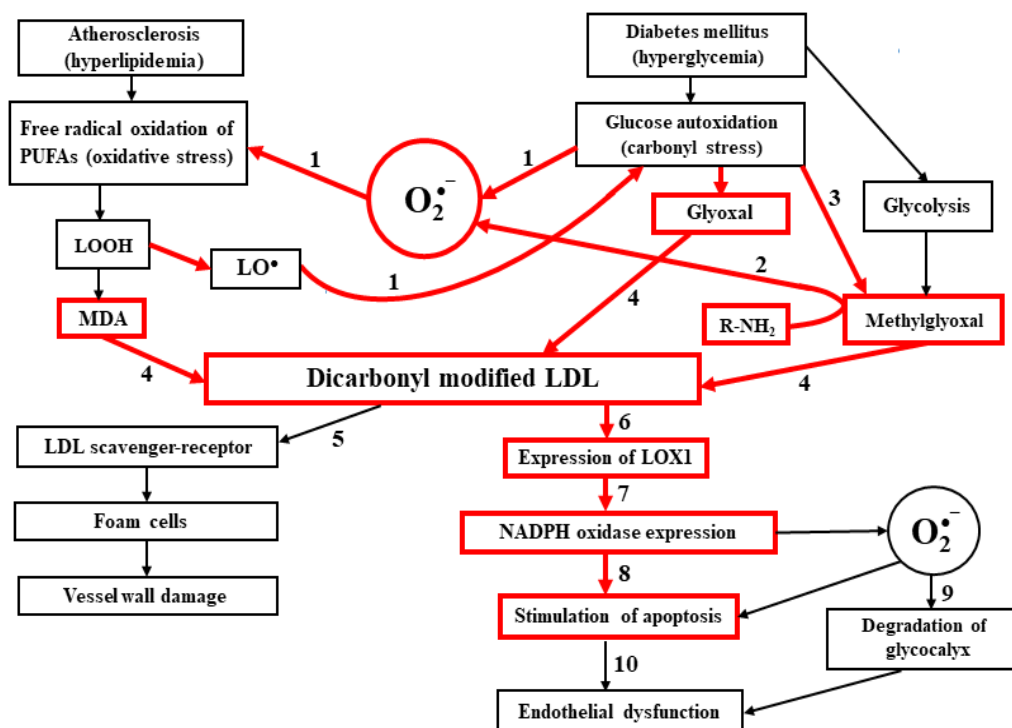 Atherosclerosis
(hyperlipidemia)
Diabetes mellitus
(hyperglycemia)
Free radical oxidation of
PUFAs (oxidative stress)
1
O₂•−
1
Glucose autoxidation
(carbonyl stress)
3
Glycolysis
Glyoxal
LOOH
LO•
1
2
4
MDA
R-NH₂
Methylglyoxal
4
Dicarbonyl modified LDL
4
5
6
LDL scavenger-receptor
Expression of LOX1
7
Foam cells
NADPH oxidase expression
O₂•−
8
9
Vessel wall damage
Stimulation of apoptosis
Degradation of
glycocalyx
10
Endothelial dysfunction